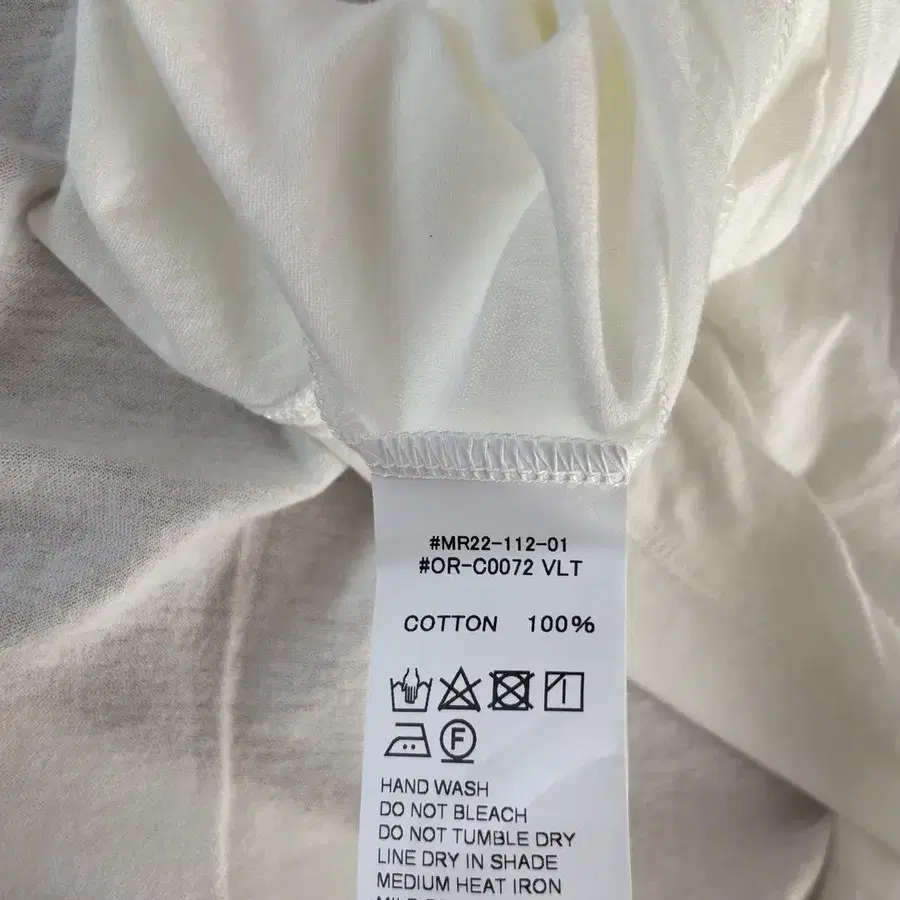 #MR22-112-01
#OR-C0072 VLT
COTTON 100%
F
HAND WASH
DO NOT BLEACH
DO NOT TUMBLE DRY
LINE DRY IN SHADE
MEDIUM HEAT IRON